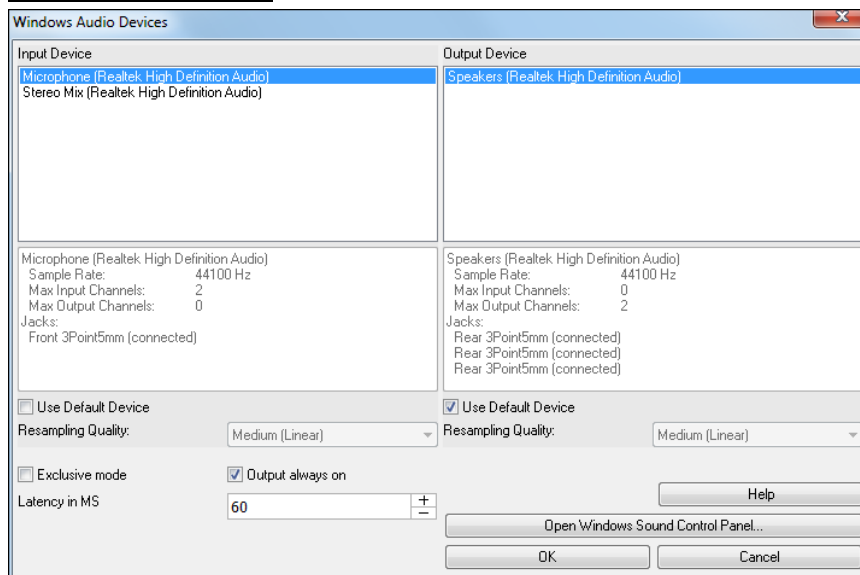 Windows Audio Devices
Input Device
Microphone (Realtek High Definition Audio)
Stereo Mix (Realtek High Definition Audio)
Microphone (Realtek High Definition Audio)
Sample Rate: 44100 Hz
Max Input Channels: 2
Max Output Channels: 0
Jacks:
Front 3Point5mm (connected)
Use Default Device
Resampling Quality: Medium (Linear)
Exclusive mode
Output always on
Latency in MS 60
Output Device
Speakers (Realtek High Definition Audio)
Speakers (Realtek High Definition Audio)
Sample Rate: 44100 Hz
Max Input Channels: 0
Max Output Channels: 2
Jacks:
Rear 3Point5mm (connected)
Rear 3Point5mm (connected)
Rear 3Point5mm (connected)
Use Default Device
Resampling Quality: Medium (Linear)
Help
Open Windows Sound Control Panel...
OK
Cancel